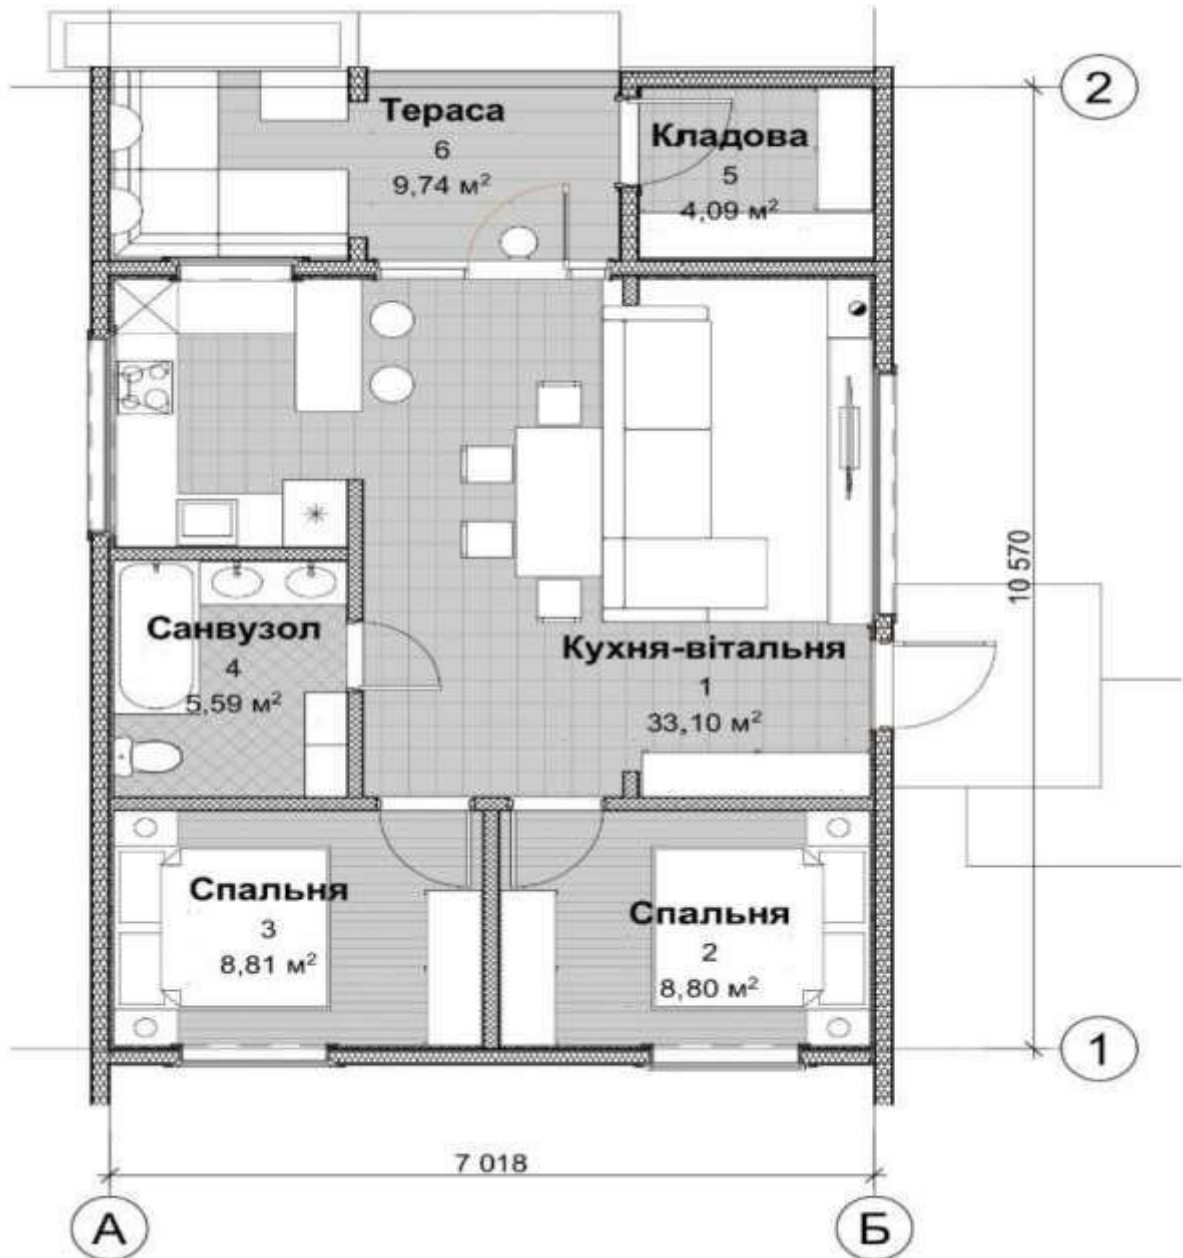 2
Тераса
6
9,74 м²
Кладова
5
4,09 м²
10 570
Санвузол
4
5,59 м²
Кухня-вітальня
1
33,10 м²
Спальня
3
8,81 м²
Спальня
2
8,80 м²
1
7 018
А
Б